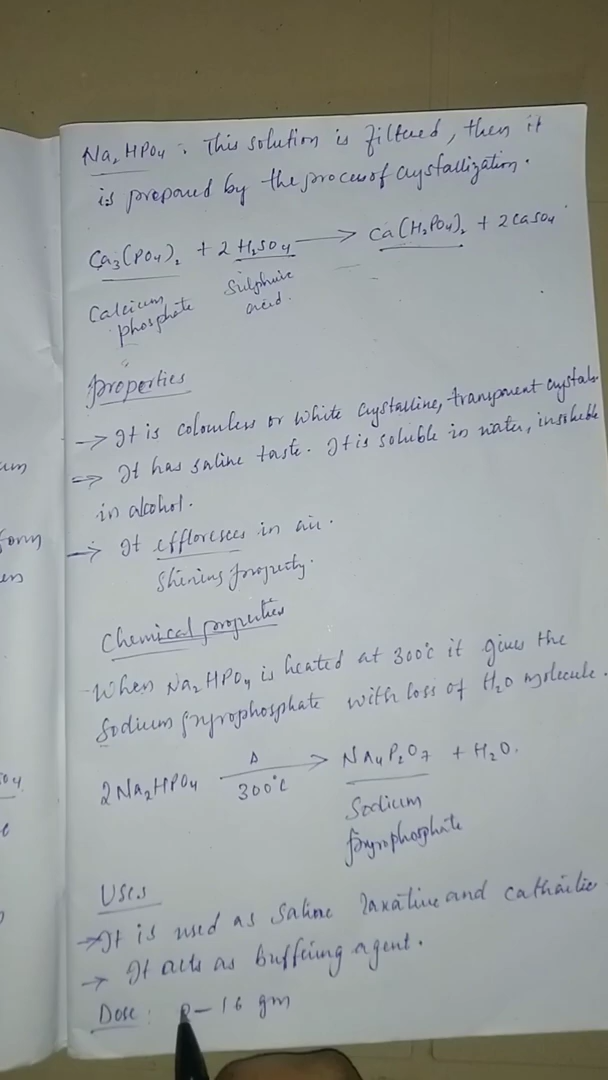 Na₂HPO₄. This solution is filtered, then it
is prepared by the process of crystallization.
Ca₃(PO₄)₂ + 2H₂SO₄ → Ca(H₂PO₄)₂ + 2CaSO₄
Calcium phosphate
Sulphuric acid.
Properties
→ It is colourless or white crystalline, transparent crystals
⇒ It has saline taste. It is soluble in water, insoluble
in alcohol.
→ It effloresces in air.
Shining property.
Chemical properties
When Na₂HPO₄ is heated at 300°C it gives the
Sodium pyrophosphate with loss of H₂O molecule.
2Na₂HPO₄ Δ 300°C → Na₄P₂O₇ + H₂O.
Sodium
pyrophosphate
Uses
→ It is used as saline laxative and cathartic
→ It acts as buffering agent.
Dose: – 16 gm